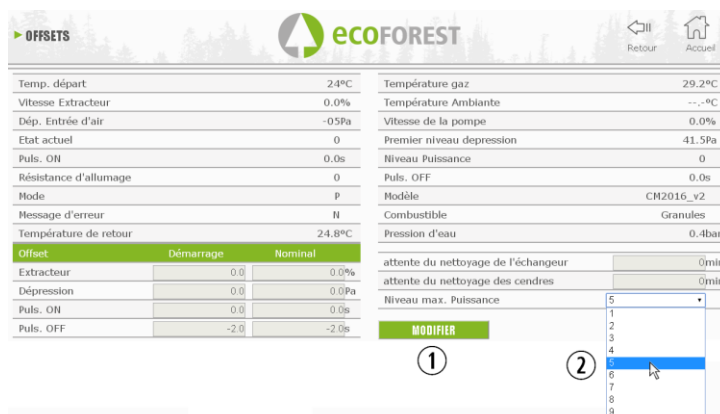 ► OFFSETS
ecoFOREST
Retour
Accueil
Temp. départ 24ºC
Vitesse Extracteur 0.0%
Dép. Entrée d'air -05Pa
Etat actuel 0
Puls. ON 0.0s
Résistance d'allumage 0
Mode P
Message d'erreur N
Température de retour 24.8ºC
Offset Démarrage Nominal
Extracteur 0.0 0.0%
Dépression 0.0 0.0Pa
Puls. ON 0.0 0.0s
Puls. OFF -2.0 -2.0s
Température gaz 29.2ºC
Température Ambiante --.-ºC
Vitesse de la pompe 0.0%
Premier niveau depression 41.5Pa
Niveau Puissance 0
Puls. OFF 0.0s
Modèle CM2016_v2
Combustible Granules
Pression d'eau 0.4bar
attente du nettoyage de l'échangeur 0min
attente du nettoyage des cendres 0min
Niveau max. Puissance 5
1
2
3
4
5
6
7
8
9
MODIFIER
1
2